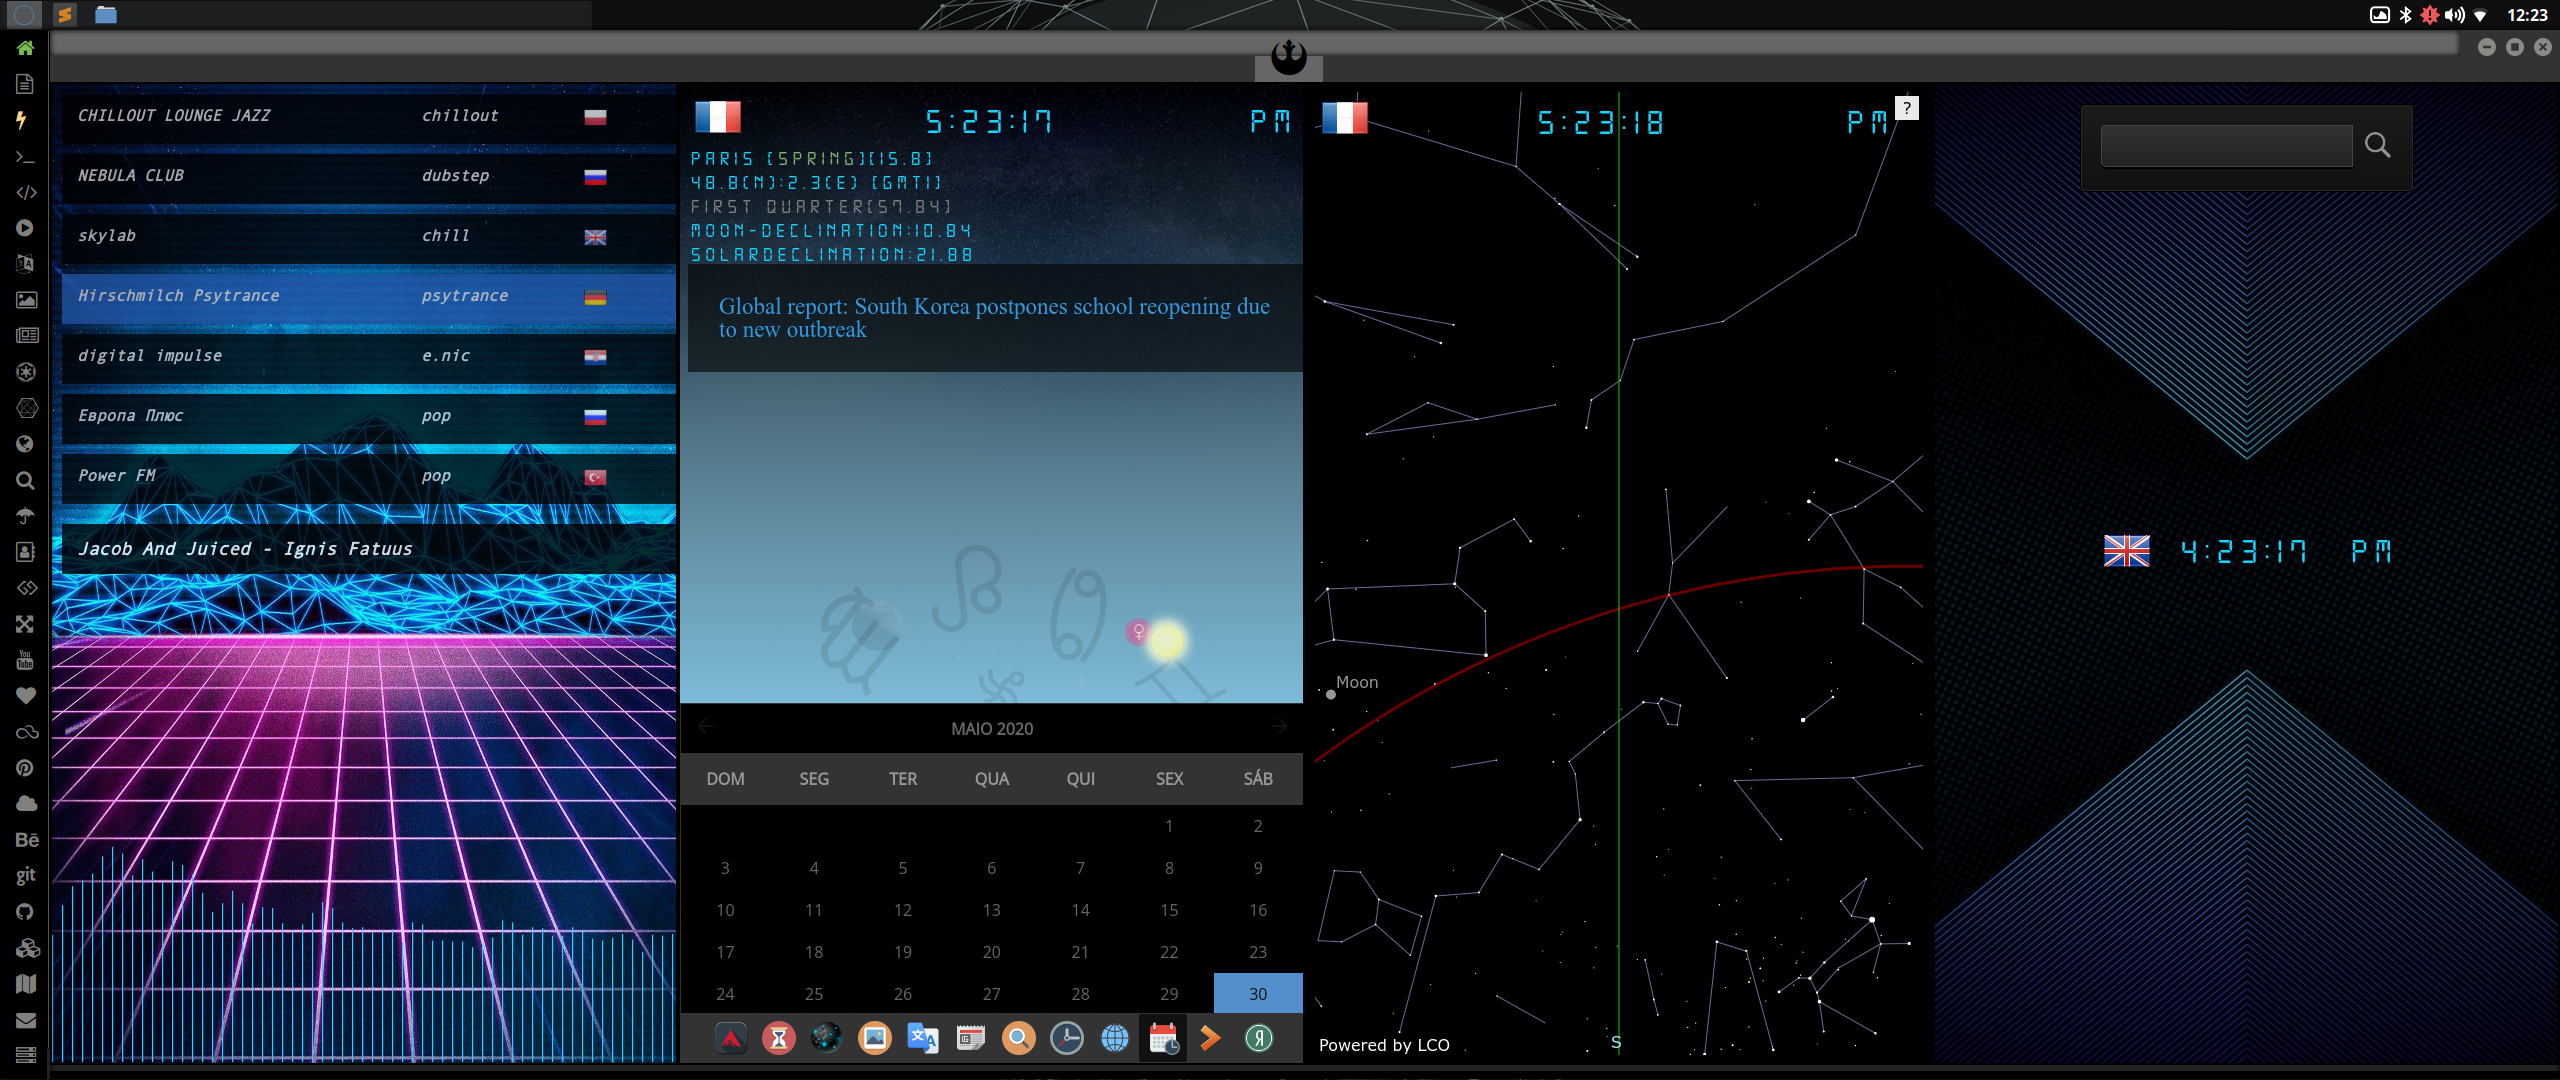 12:23
CHILLOUT LOUNGE JAZZ chillout
NEBULA CLUB dubstep
skylab chill
Hirschmilch Psytrance psytrance
digital impulse e.nic
Европа Плюс pop
Power FM pop
Jacob And Juiced - Ignis Fatuus
You
Tube
Bē
git
5:23:17 PM
PARIS [SPRING][15.8]
48.8(N):2.3(E) [GMT1]
FIRST QUARTER[57.84]
MOON-DECLINATION:10.84
SOLARDECLINATION:21.88
Global report: South Korea postpones school reopening due
to new outbreak
MAIO 2020
DOM SEG TER QUA QUI SEX SÁB
1 2
3 4 5 6 7 8 9
10 11 12 13 14 15 16
17 18 19 20 21 22 23
24 25 26 27 28 29 30
5:23:18 PM
?
Moon
S
Powered by LCO
4:23:17 PM